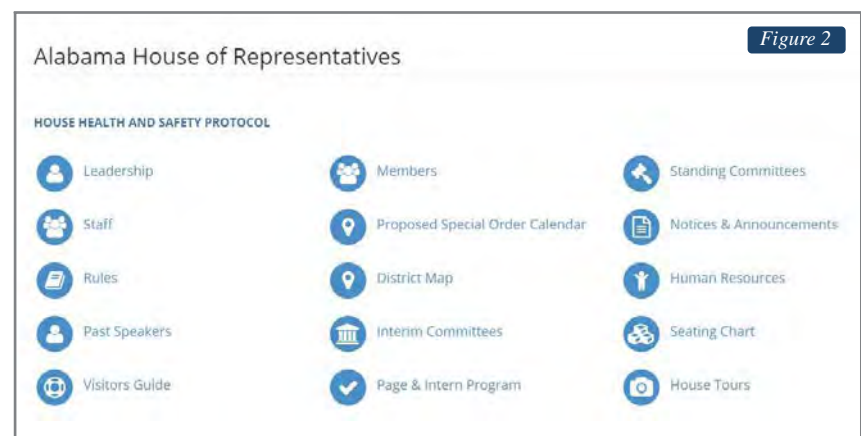 Figure 2
Alabama House of Representatives
HOUSE HEALTH AND SAFETY PROTOCOL
Leadership
Members
Standing Committees
Staff
Proposed Special Order Calendar
Notices & Announcements
Rules
District Map
Human Resources
Past Speakers
Interim Committees
Seating Chart
Visitors Guide
Page & Intern Program
House Tours